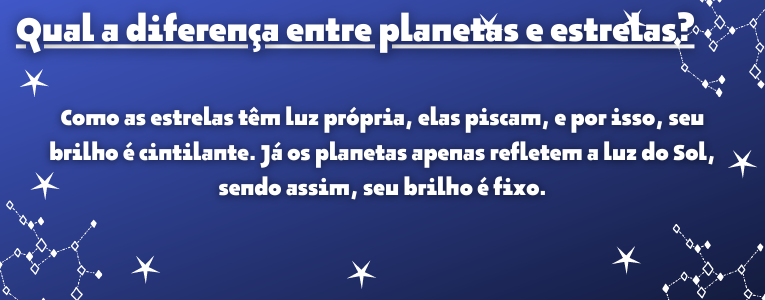 Qual a diferença entre planetas e estrelas?
Como as estrelas têm luz própria, elas piscam, e por isso, seu
brilho é cintilante. Já os planetas apenas refletem a luz do Sol,
sendo assim, seu brilho é fixo.